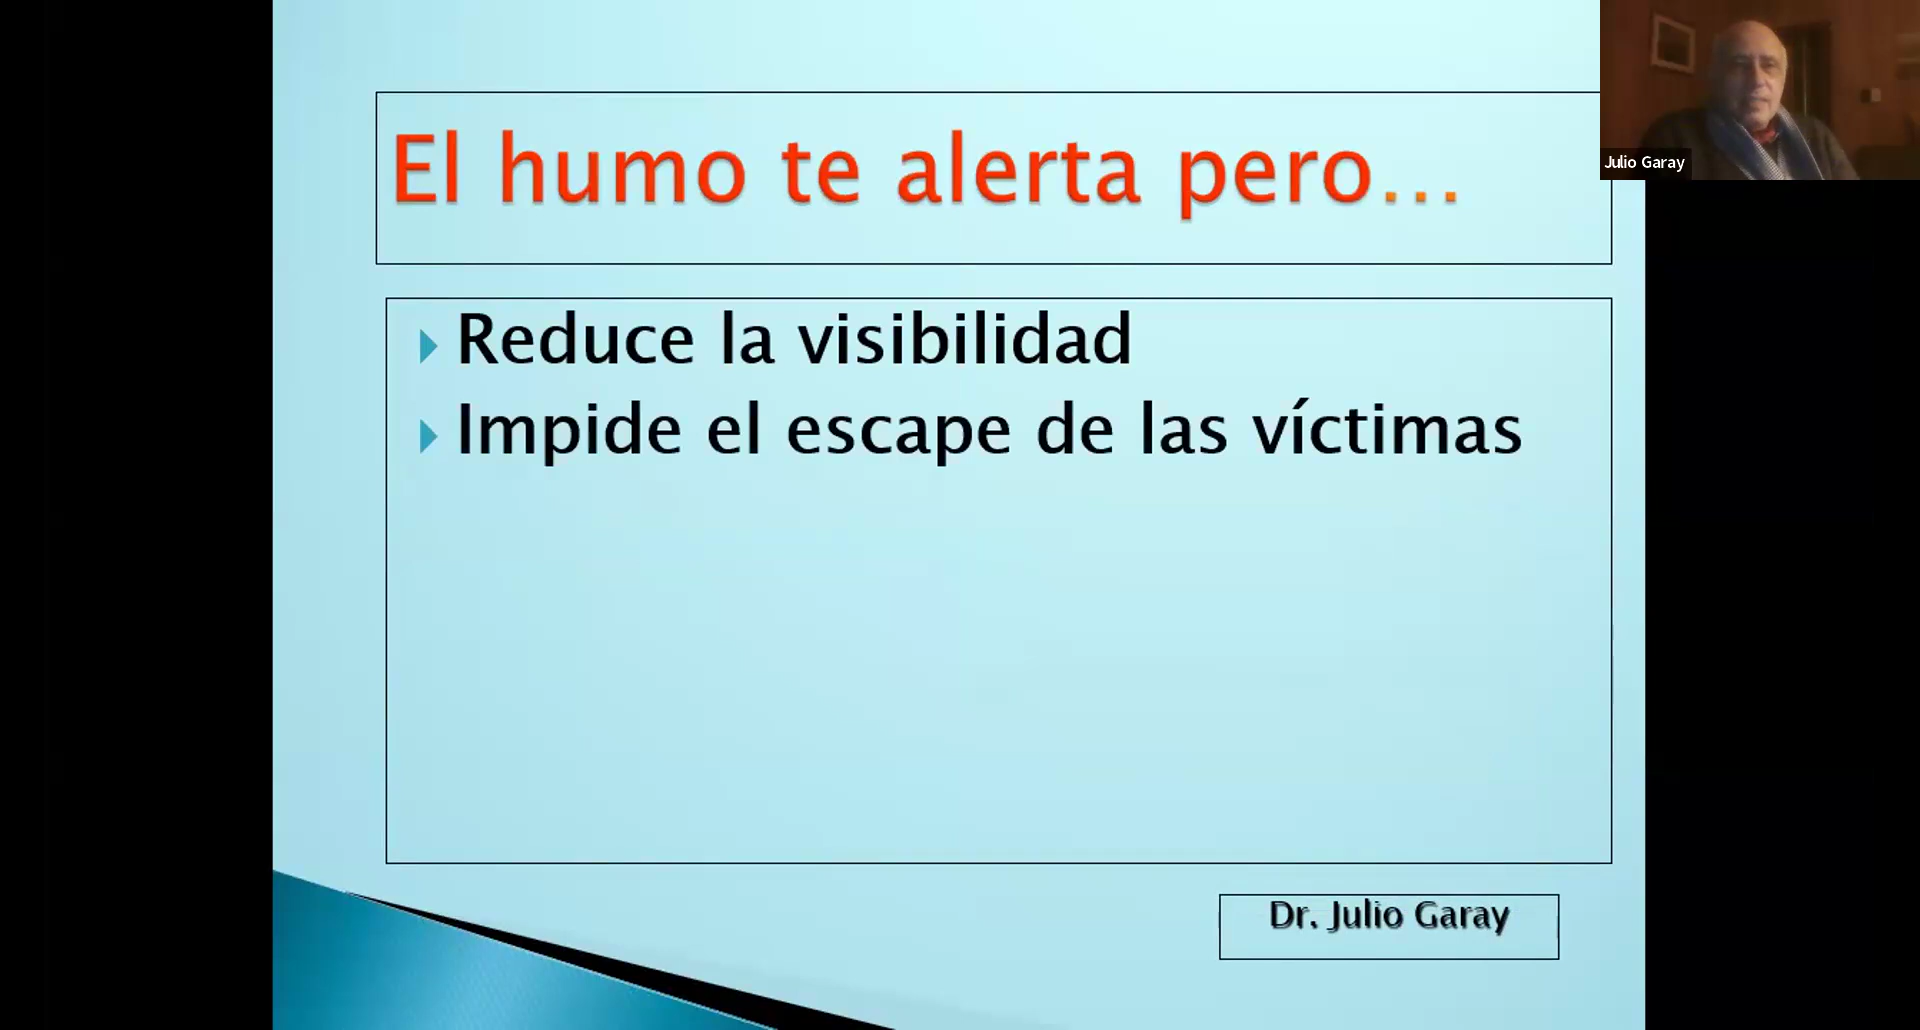 El humo te alerta pero...
Julio Garay
Reduce la visibilidad
Impide el escape de las víctimas
Dr. Julio Garay